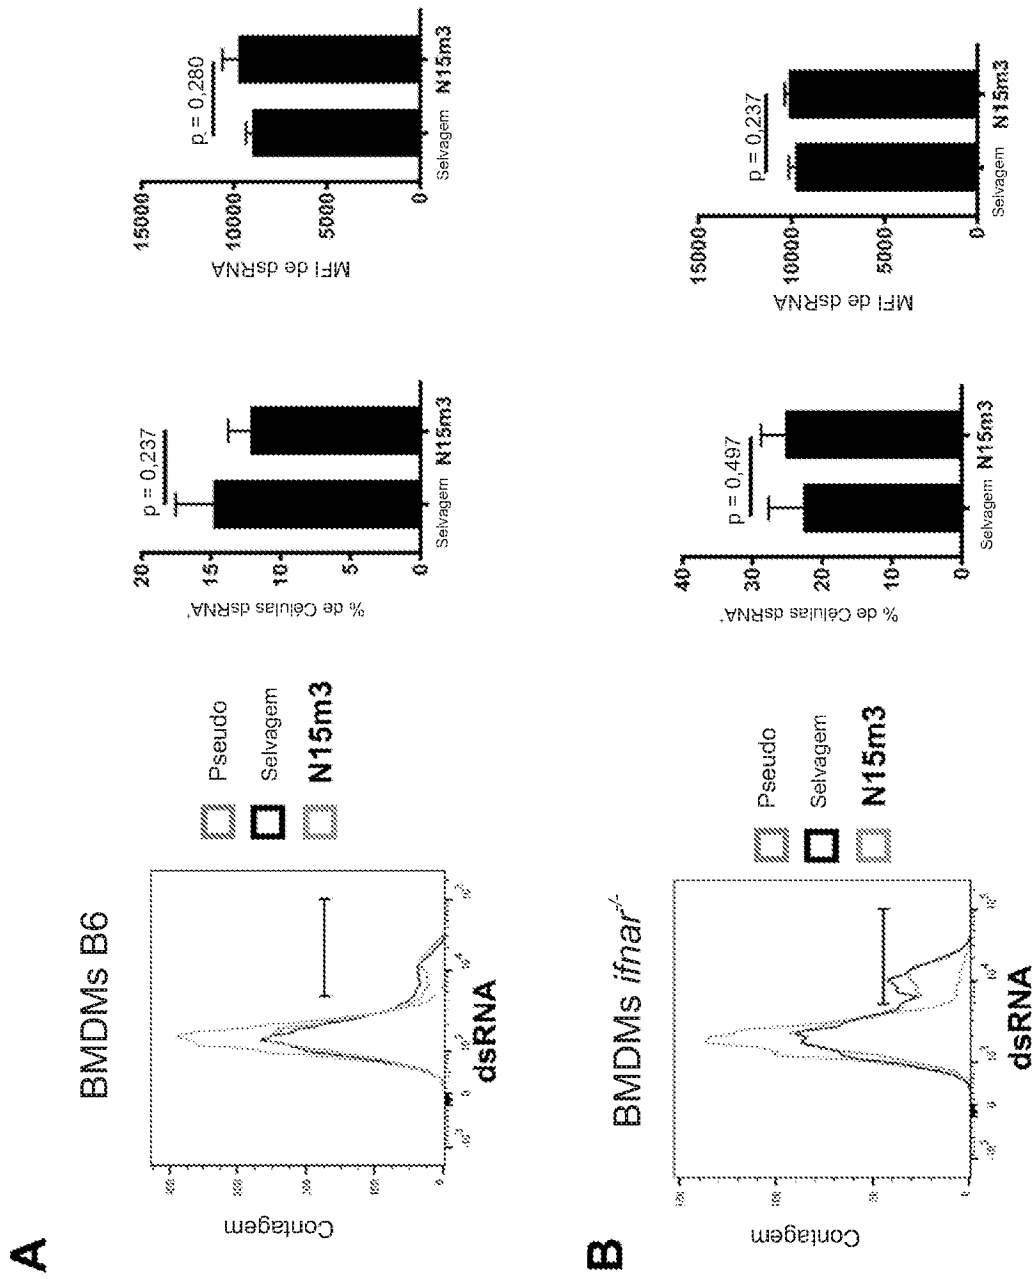 A
BMDMs B6
Contagem
dsRNA
Pseudo
Selvagem
N15m3
% de Células dsRNA⁺
20
15
10
5
0
p = 0,237
Selvagem
N15m3
MFI de dsRNA
15000
10000
5000
0
p = 0,280
Selvagem
N15m3
B
BMDMs ifnar⁻/⁻
Contagem
dsRNA
Pseudo
Selvagem
N15m3
% de Células dsRNA⁺
40
30
20
10
0
p = 0,497
Selvagem
N15m3
MFI de dsRNA
15000
10000
5000
0
p = 0,237
Selvagem
N15m3